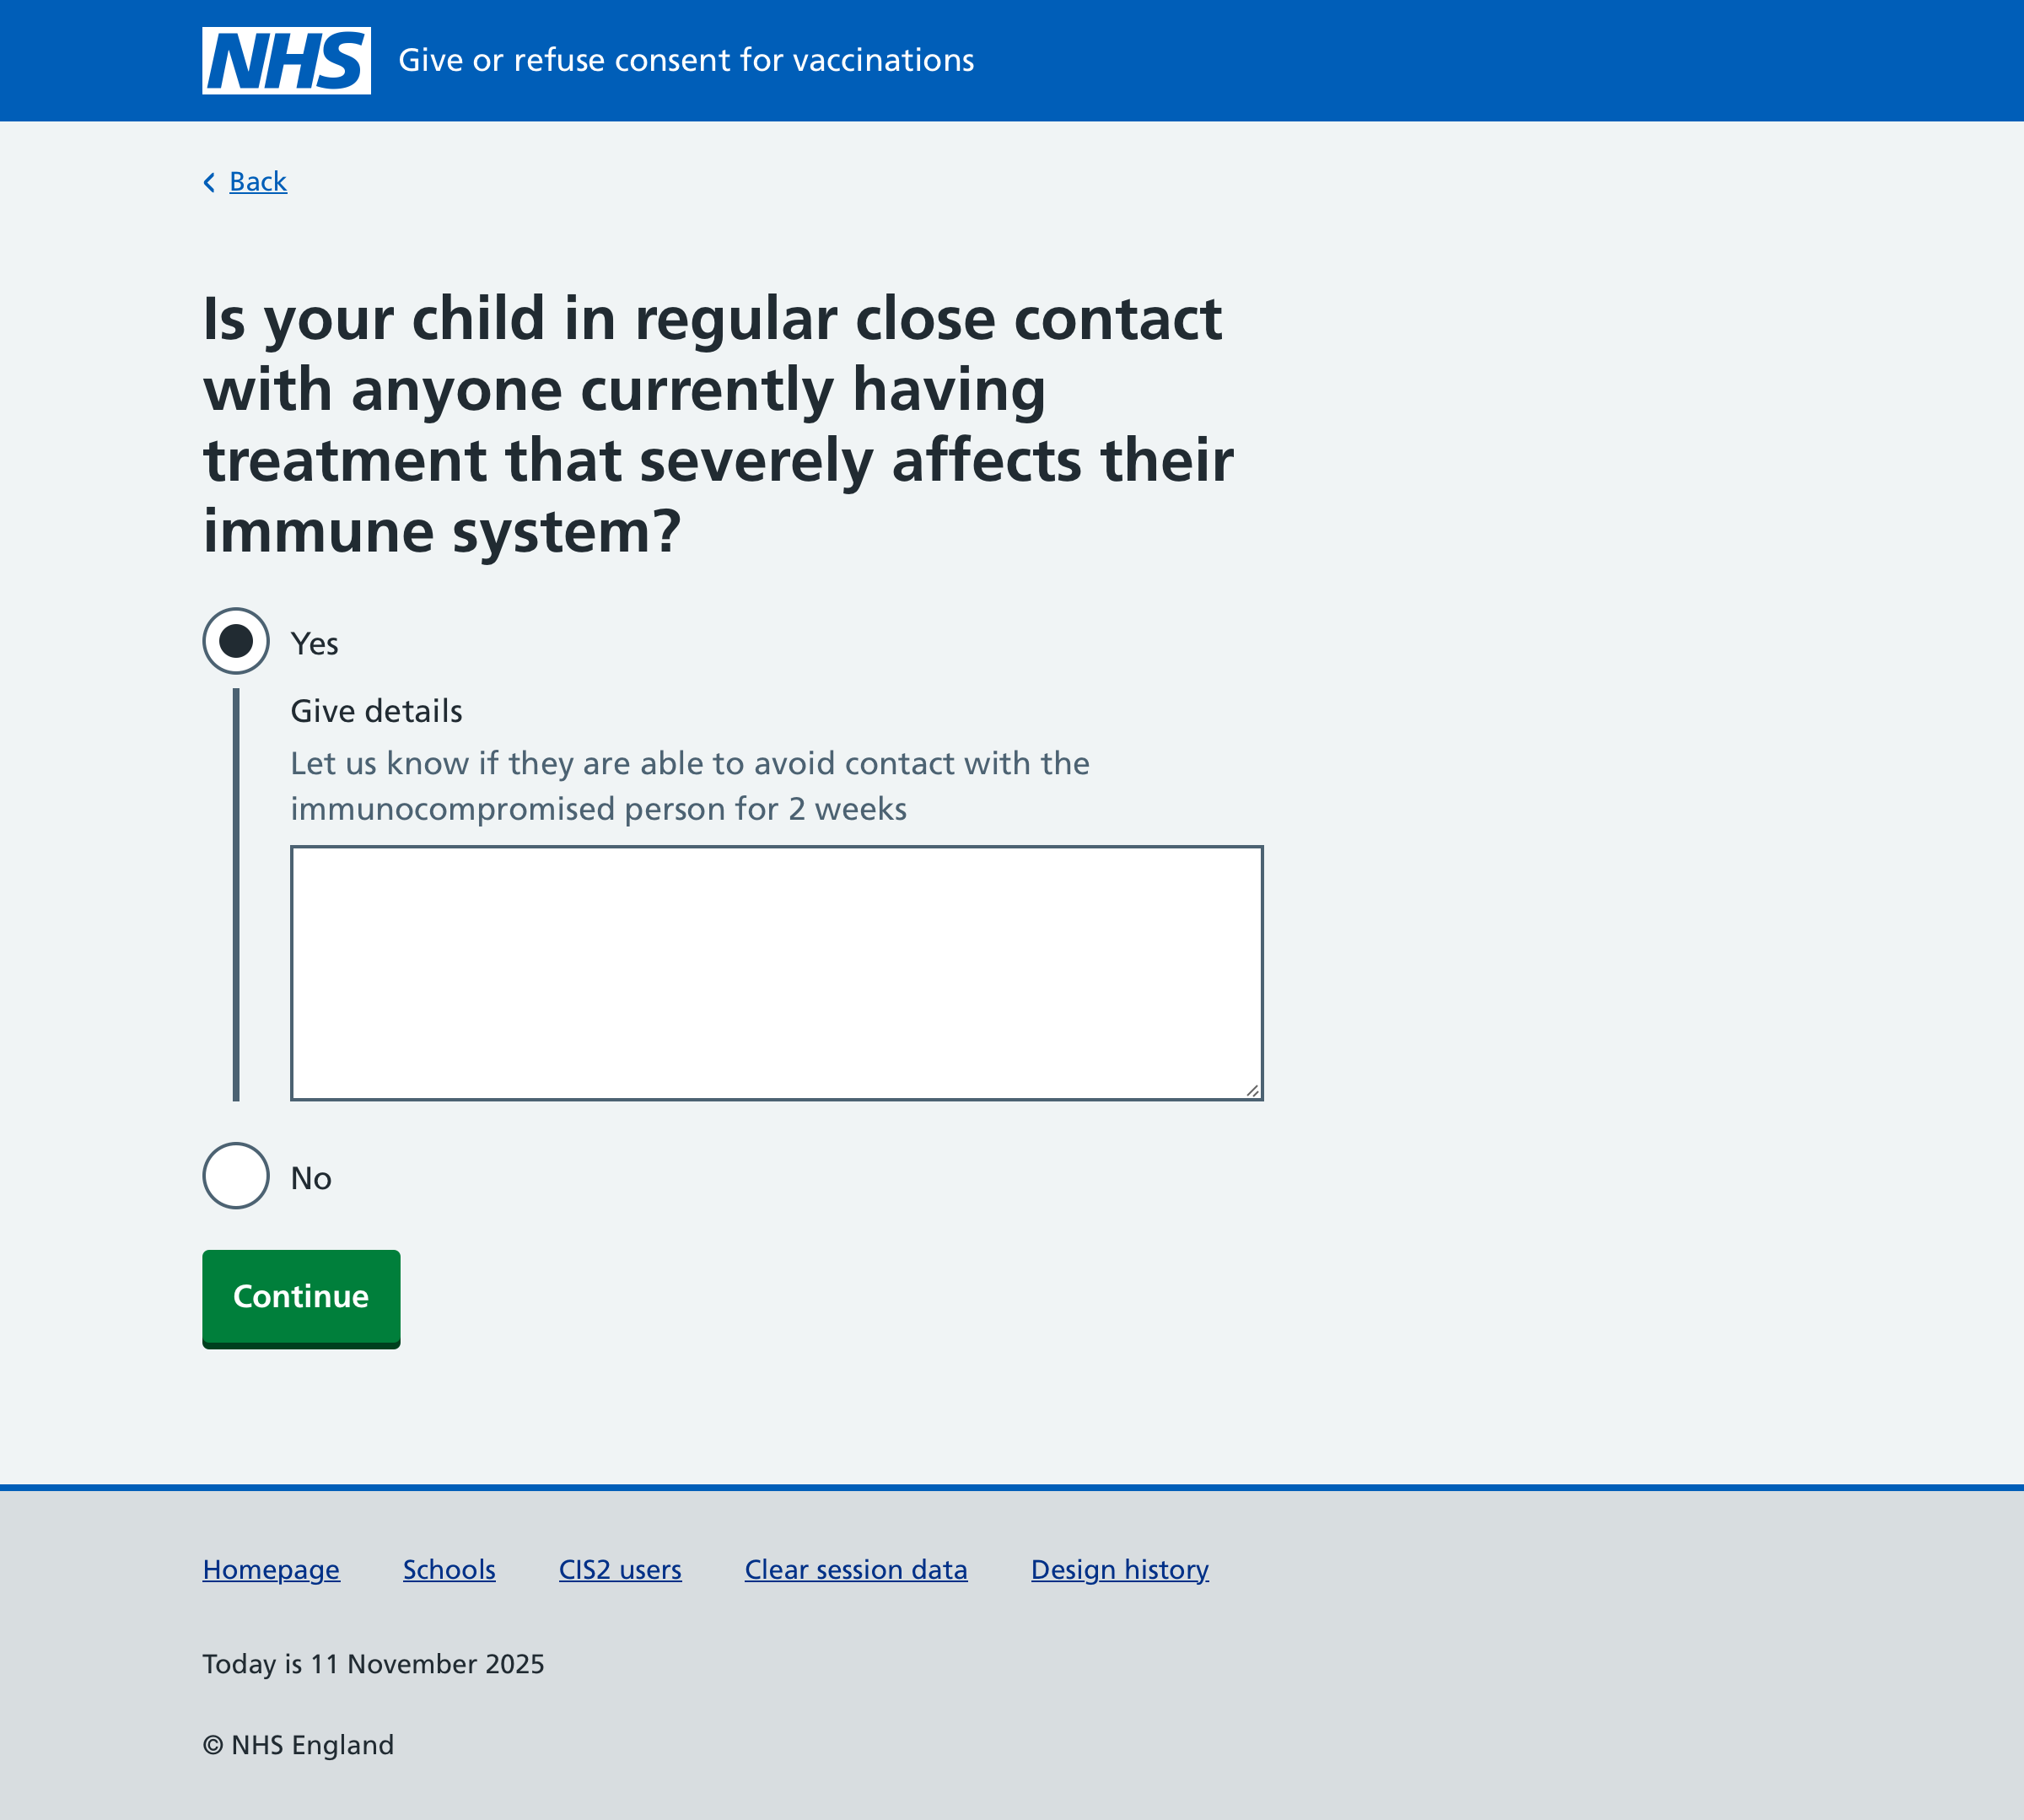 NHS Give or refuse consent for vaccinations
Back
Is your child in regular close contact
with anyone currently having
treatment that severely affects their
immune system?
Yes
Give details
Let us know if they are able to avoid contact with the
immunocompromised person for 2 weeks
No
Continue
Homepage Schools CIS2 users Clear session data Design history
Today is 11 November 2025
© NHS England